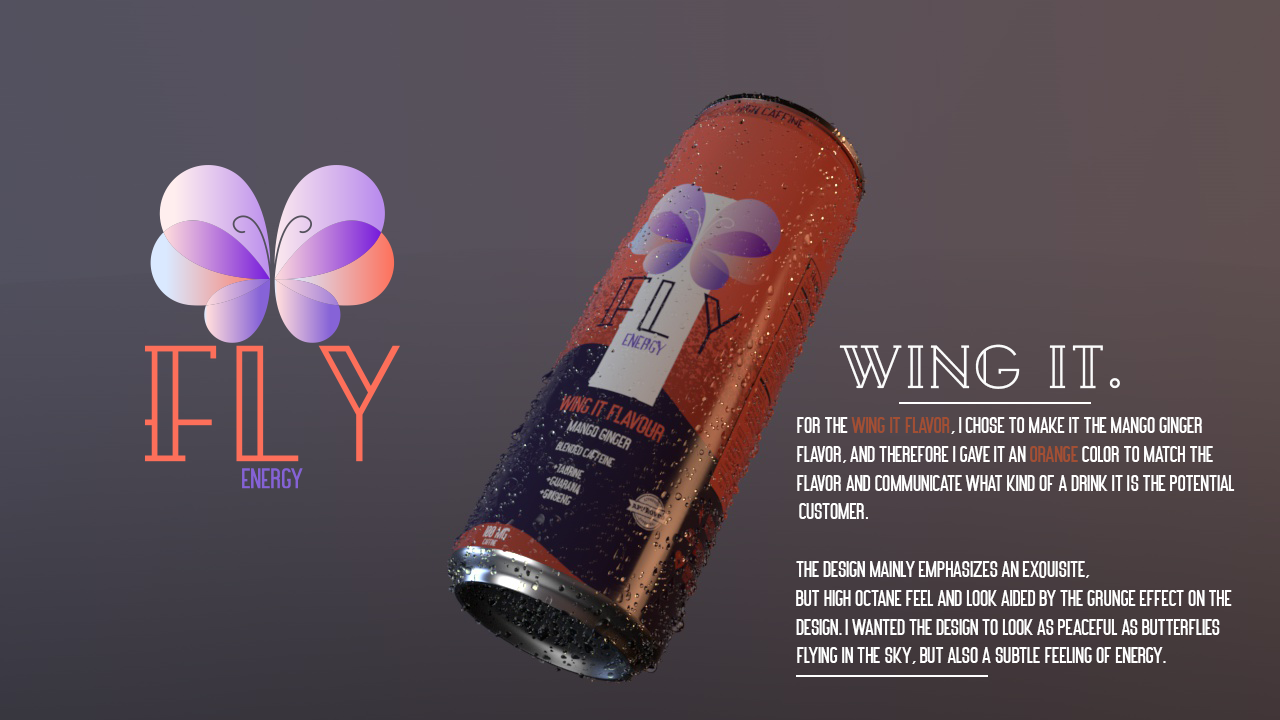 FLY
ENERGY
FLY
ENERGY
WING IT FLAVOUR
MANGO GINGER
BLENDED CAFFEINE
100 MG
WING IT.
FOR THE WING IT FLAVOR, I CHOSE TO MAKE IT THE MANGO GINGER
FLAVOR, AND THEREFORE I GAVE IT AN ORANGE COLOR TO MATCH THE
FLAVOR AND COMMUNICATE WHAT KIND OF A DRINK IT IS THE POTENTIAL
CUSTOMER.
THE DESIGN MAINLY EMPHASIZES AN EXQUISITE,
BUT HIGH OCTANE FEEL AND LOOK AIDED BY THE GRUNGE EFFECT ON THE
DESIGN. I WANTED THE DESIGN TO LOOK AS PEACEFUL AS BUTTERFLIES
FLYING IN THE SKY, BUT ALSO A SUBTLE FEELING OF ENERGY.